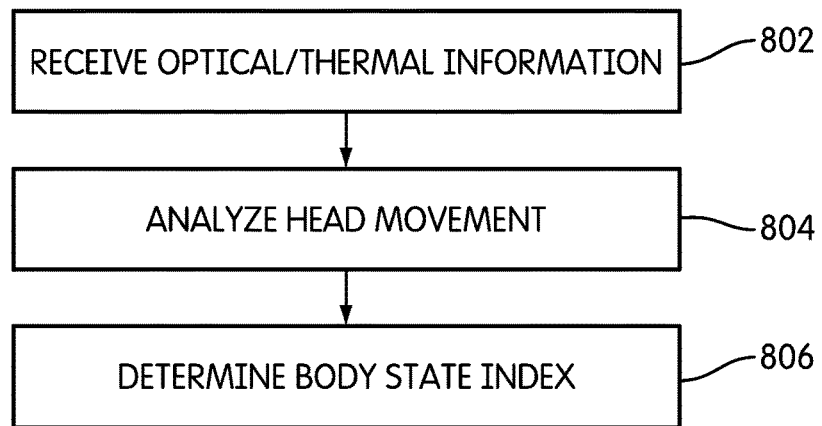 RECEIVE OPTICAL/THERMAL INFORMATION
802
ANALYZE HEAD MOVEMENT
804
DETERMINE BODY STATE INDEX
806